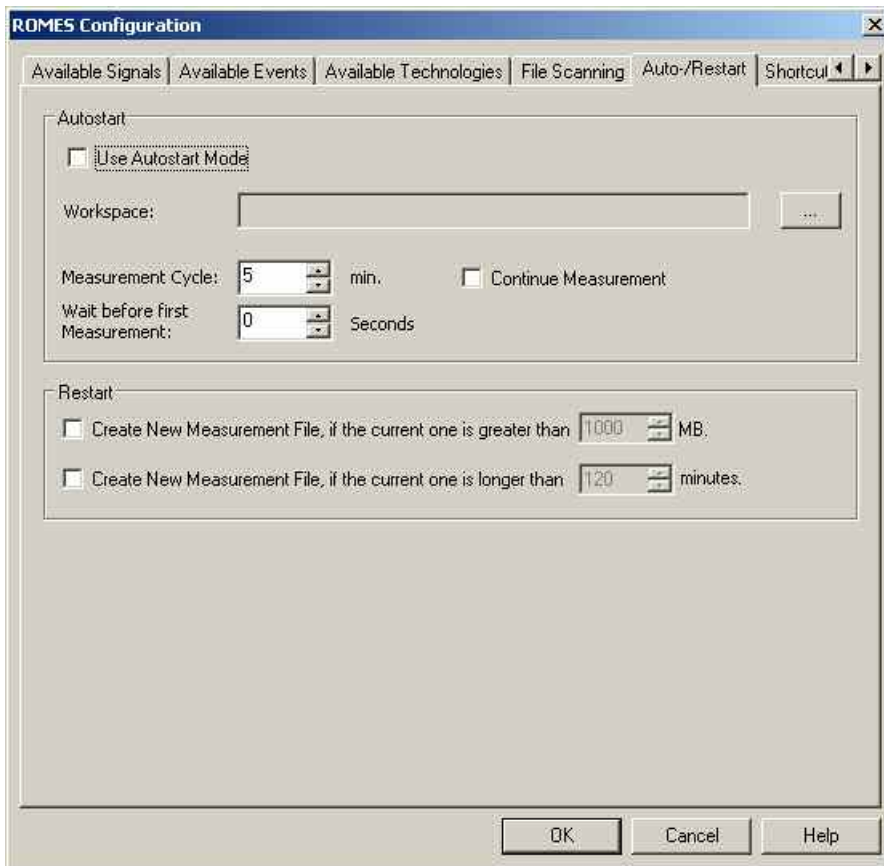 ROMES Configuration
Available Signals Available Events Available Technologies File Scanning Auto-/Restart Shortcut
Autostart
Use Autostart Mode
Workspace: ...
Measurement Cycle: 5 min. Continue Measurement
Wait before first
Measurement: 0 Seconds
Restart
Create New Measurement File, if the current one is greater than 1000 MB.
Create New Measurement File, if the current one is longer than 120 minutes.
OK Cancel Help